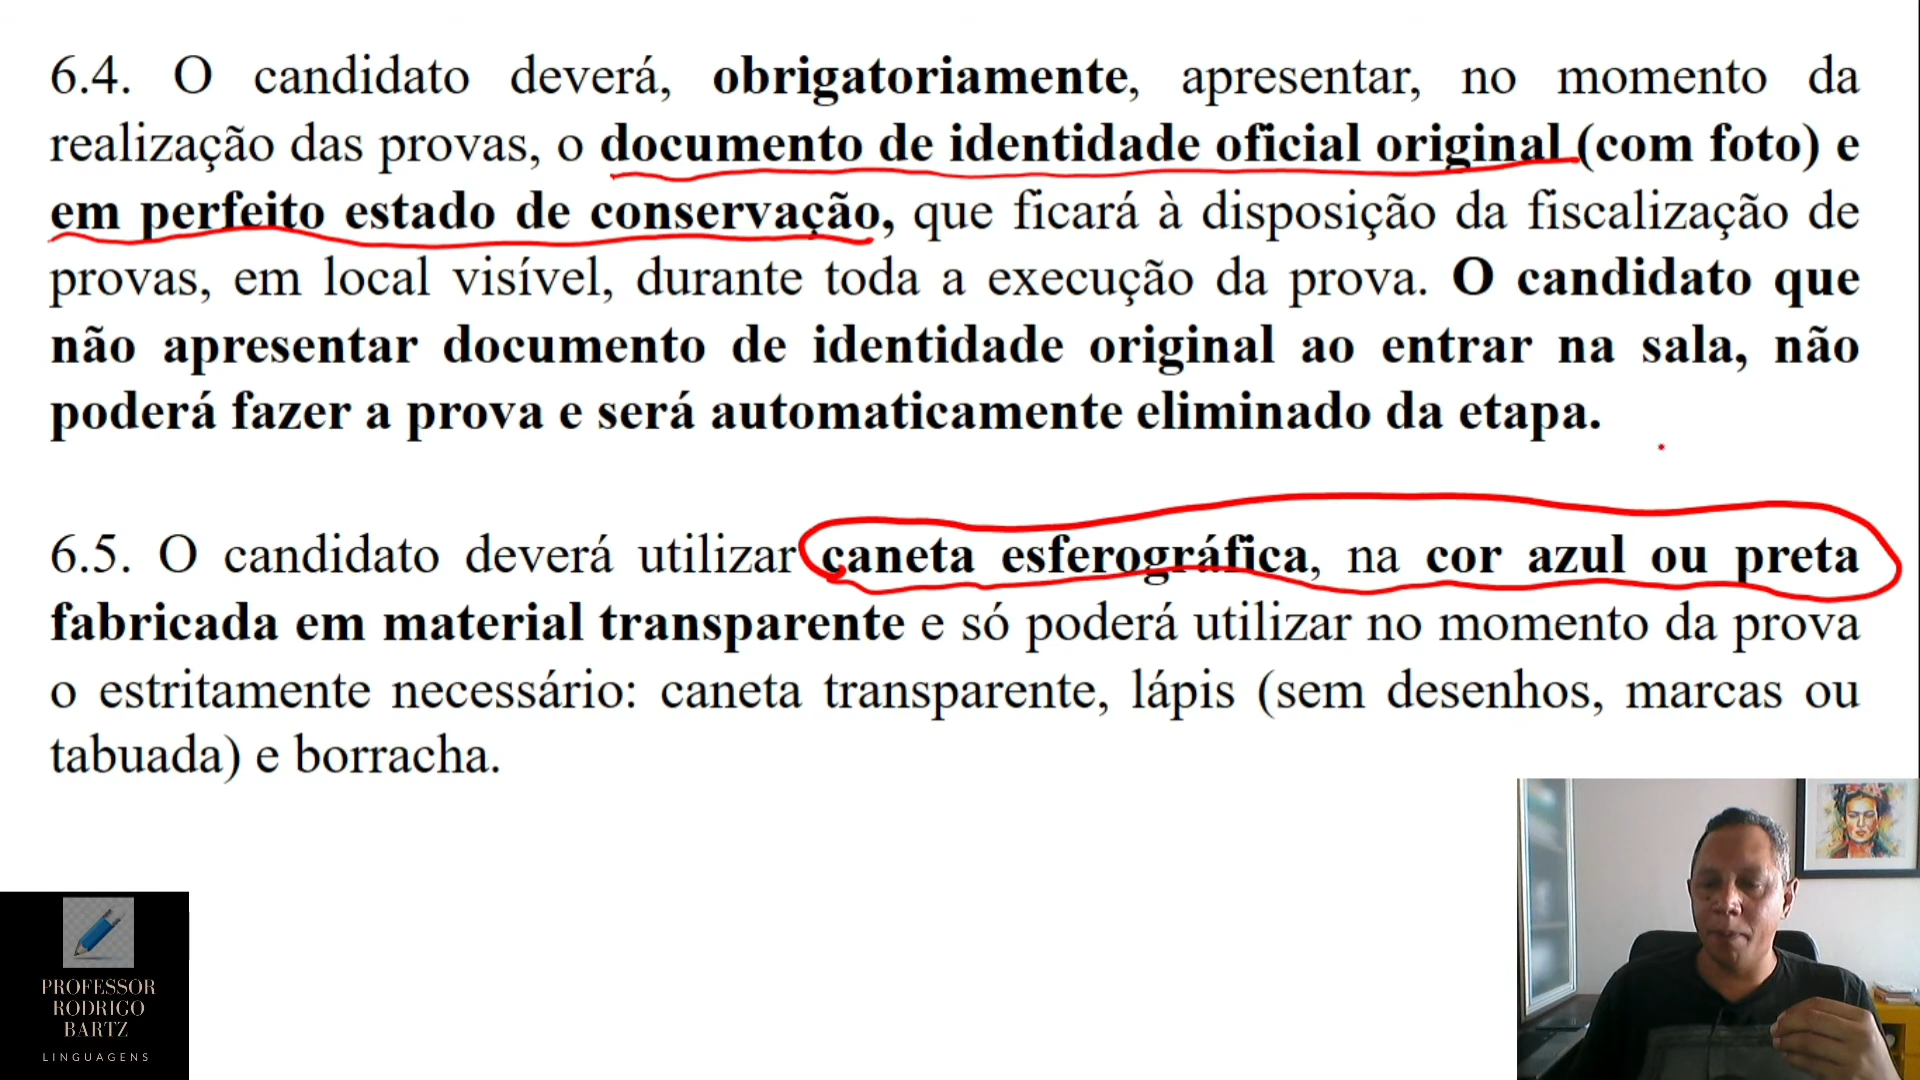 6.4. O candidato deverá, obrigatoriamente, apresentar, no momento da
realização das provas, o documento de identidade oficial original (com foto) e
em perfeito estado de conservação, que ficará à disposição da fiscalização de
provas, em local visível, durante toda a execução da prova. O candidato que
não apresentar documento de identidade original ao entrar na sala, não
poderá fazer a prova e será automaticamente eliminado da etapa.
6.5. O candidato deverá utilizar caneta esferográfica, na cor azul ou preta
fabricada em material transparente e só poderá utilizar no momento da prova
o estritamente necessário: caneta transparente, lápis (sem desenhos, marcas ou
tabuada) e borracha.
PROFESSOR
RODRIGO
BARTZ
LINGUAGENS